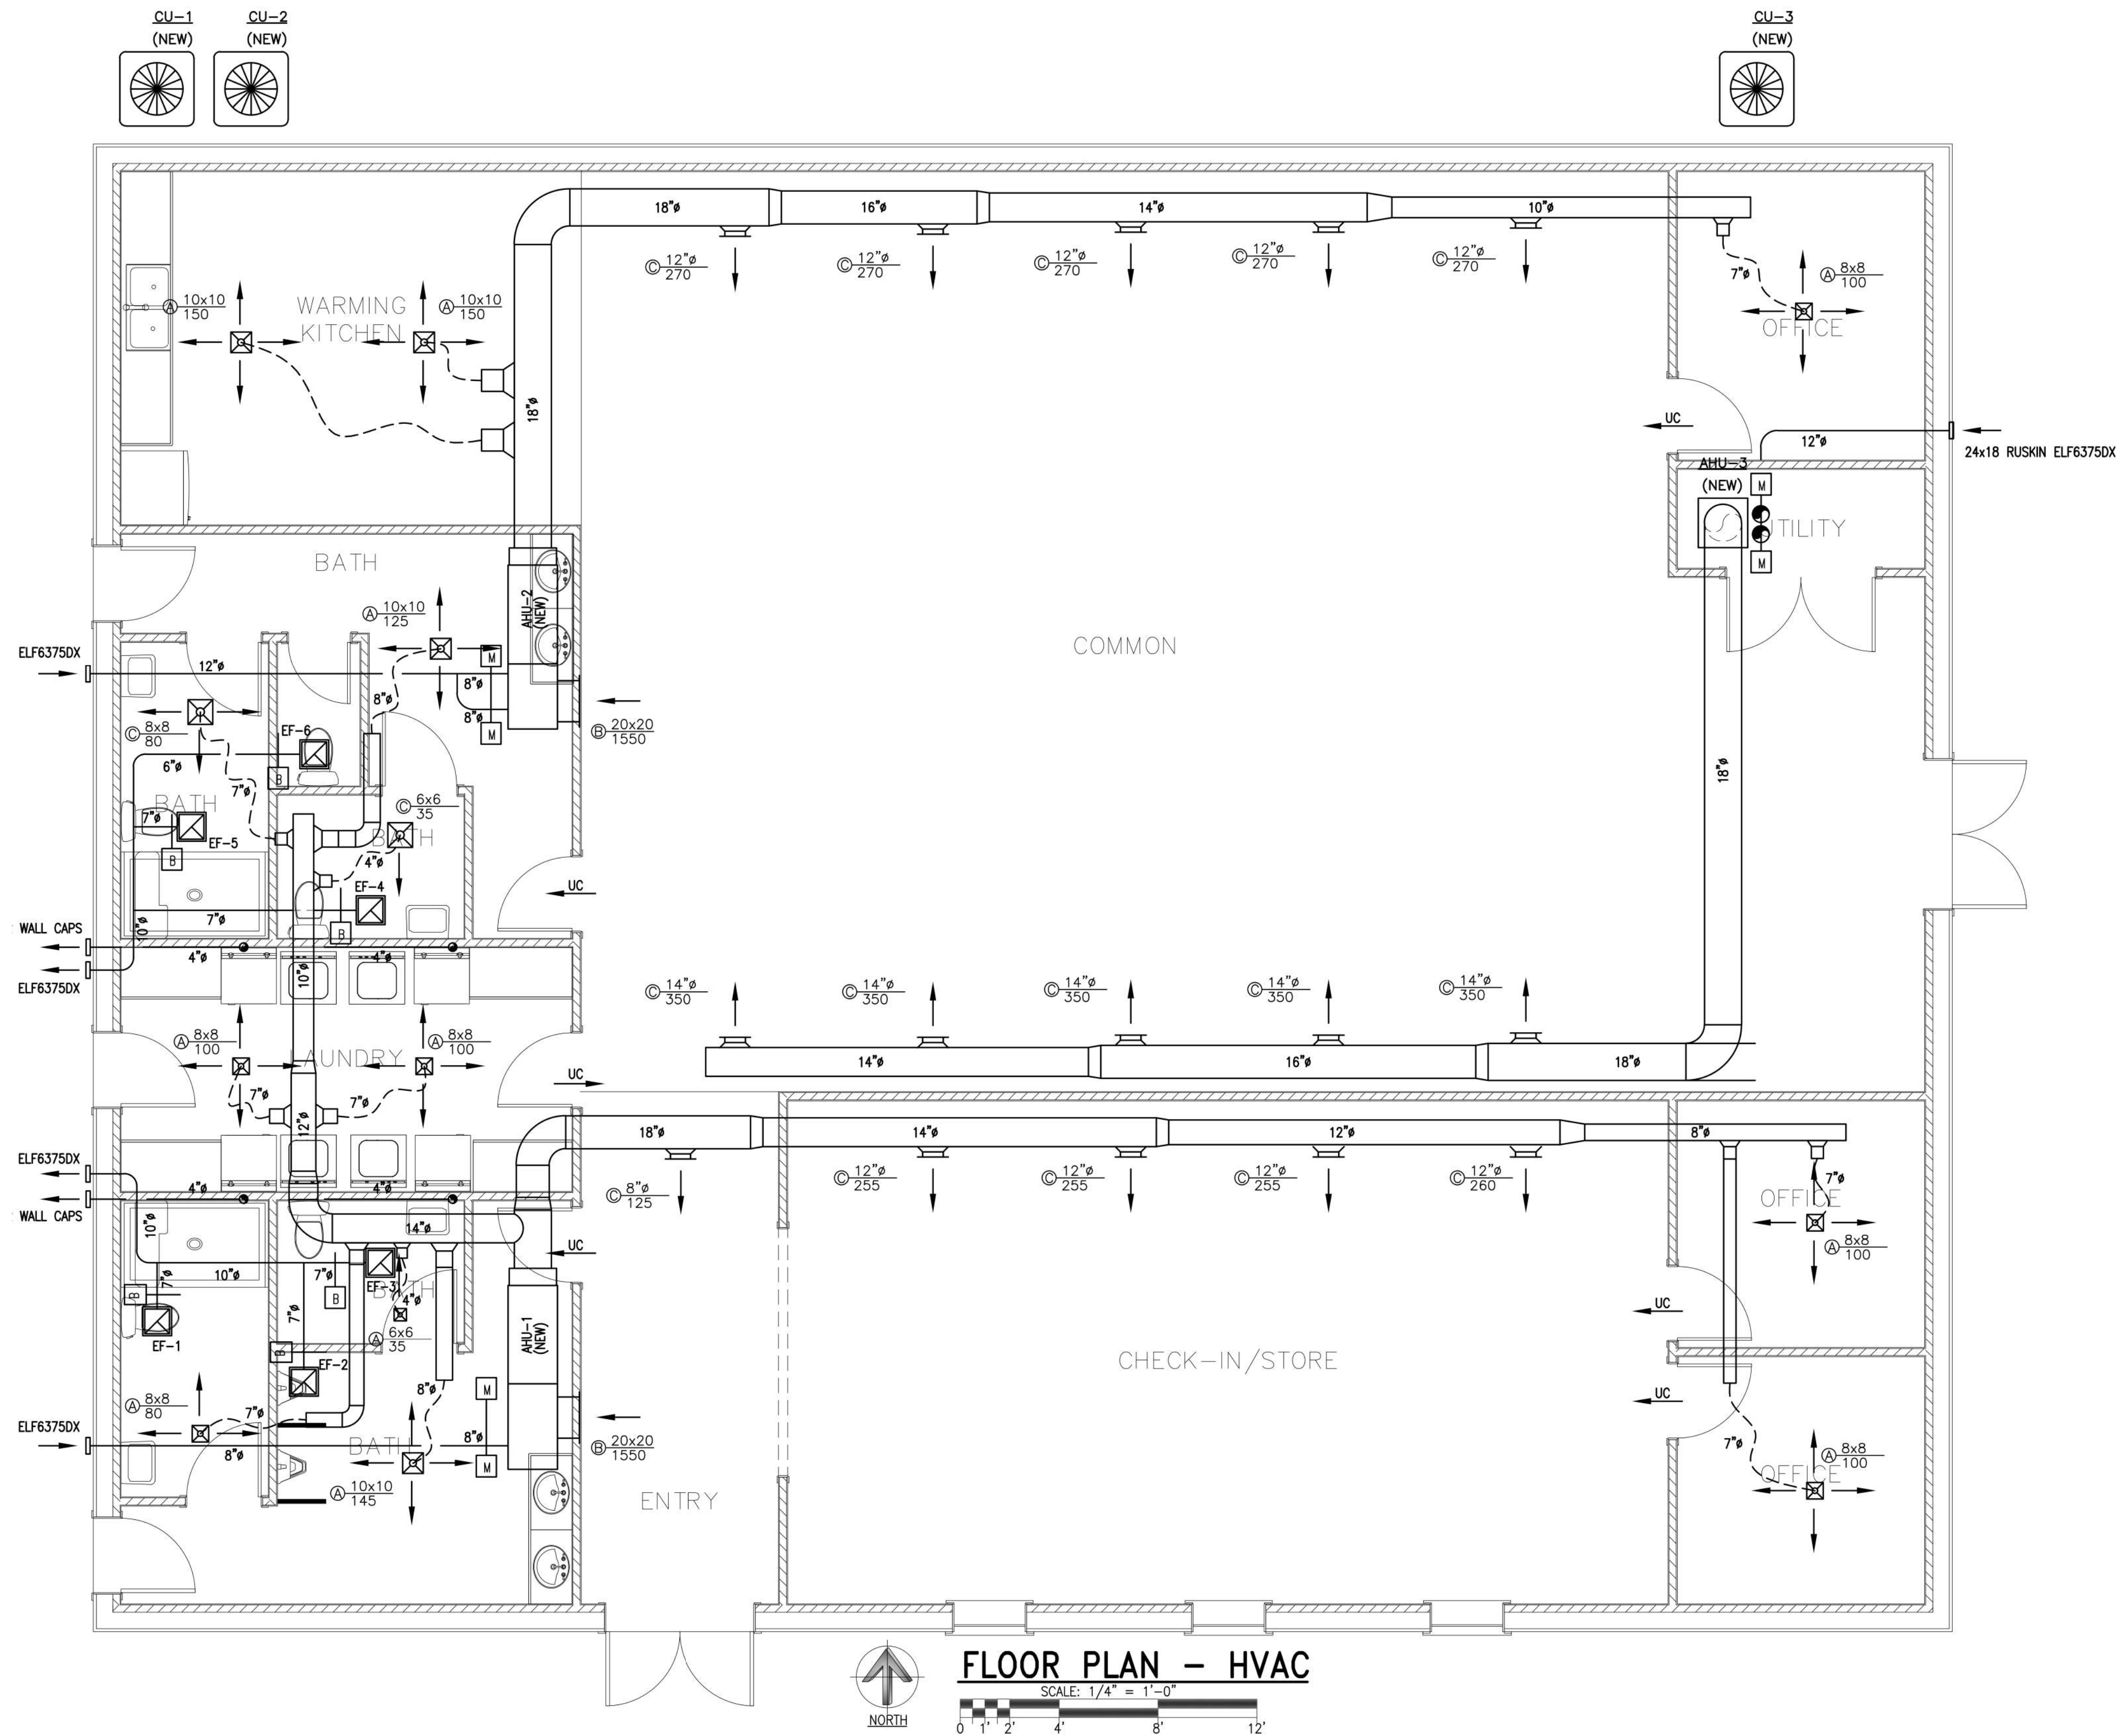 CU-1
(NEW)
CU-2
(NEW)
CU-3
(NEW)
18"ø
16"ø
14"ø
10"ø
C 12"ø
270
C 12"ø
270
C 12"ø
270
C 12"ø
270
C 12"ø
270
7"ø
A 8x8
100
OFFICE
A 10x10
150
WARMING
KITCHEN
A 10x10
150
18"ø
UC
12"ø
24x18 RUSKIN ELF6375DX
AHU-3
(NEW)
M
UTILITY
M
BATH
AHU-2
(NEW)
A 10x10
125
COMMON
ELF6375DX
12"ø
M
8"ø
8"ø
8"ø
M
B 20x20
1550
C 8x8
80
EF-6
6"ø
B
7"ø
18"ø
BATH
7"ø
C 6x6
35
BATH
EF-5
B
4"ø
EF-4
UC
7"ø
B
10"ø
WALL CAPS
4"ø
4"ø
ELF6375DX
10"ø
C 14"ø
350
C 14"ø
350
C 14"ø
350
C 14"ø
350
C 14"ø
350
A 8x8
100
A 8x8
100
LAUNDRY
14"ø
16"ø
18"ø
UC
7"ø
7"ø
12"ø
18"ø
14"ø
12"ø
8"ø
ELF6375DX
4"ø
4"ø
WALL CAPS
C 8"ø
125
C 12"ø
255
C 12"ø
255
C 12"ø
255
C 12"ø
260
7"ø
OFFICE
A 8x8
100
10"ø
14"ø
UC
7"ø
10"ø
7"ø
EF-3
BATH
B
B
4"ø
7"ø
UC
EF-1
A 6x6
35
AHU-1
(NEW)
B
EF-2
CHECK-IN/STORE
8"ø
M
UC
A 8x8
80
7"ø
ELF6375DX
8"ø
BATH
8"ø
M
B 20x20
1550
7"ø
A 8x8
100
OFFICE
A 10x10
145
ENTRY
FLOOR PLAN - HVAC
SCALE: 1/4" = 1'-0"
NORTH
0 1' 2' 4' 8' 12'